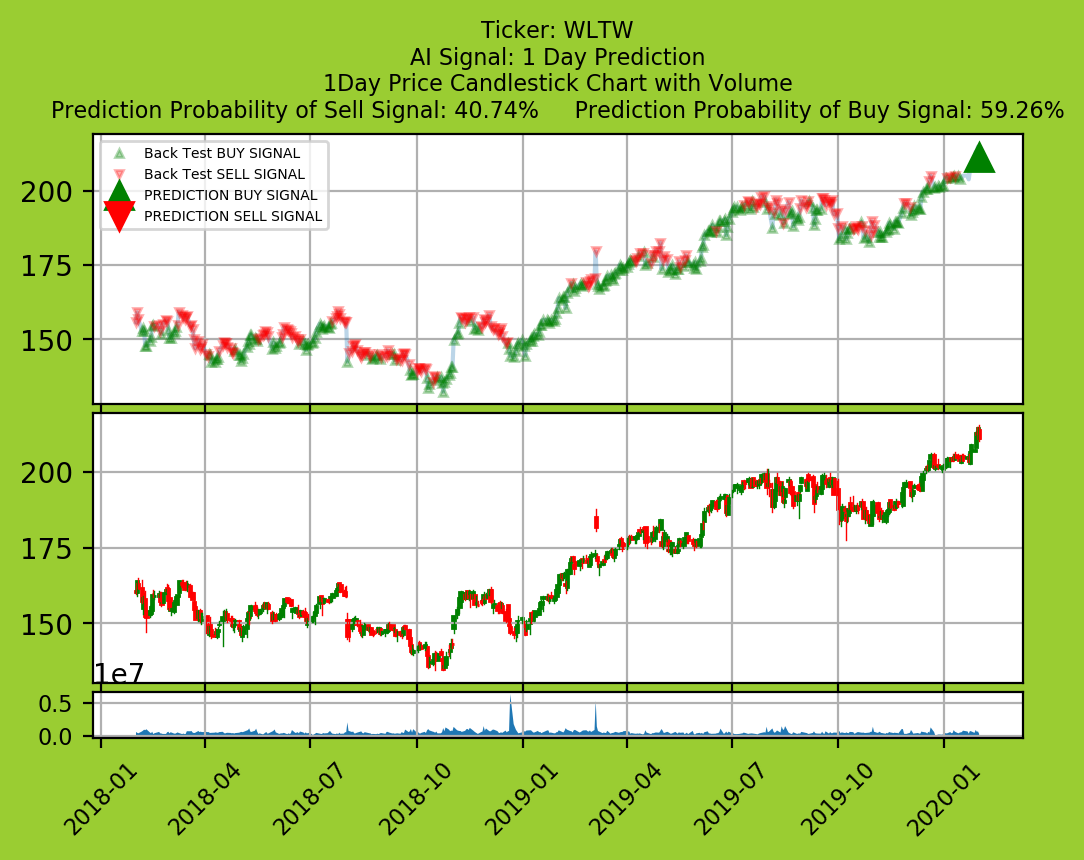 Ticker: WLTW
AI Signal: 1 Day Prediction
1Day Price Candlestick Chart with Volume
Prediction Probability of Sell Signal: 40.74%     Prediction Probability of Buy Signal: 59.26%
Back Test BUY SIGNAL
Back Test SELL SIGNAL
PREDICTION BUY SIGNAL
PREDICTION SELL SIGNAL
200
175
150
200
175
150
1e7
0.5
0.0
2018-01
2018-04
2018-07
2018-10
2019-01
2019-04
2019-07
2019-10
2020-01